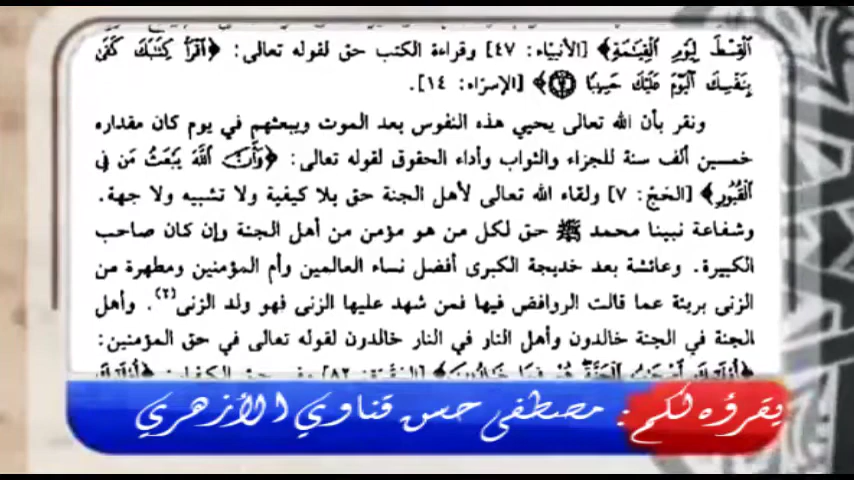 ٱلْقِسْطَ لِيَوْمِ ٱلْقِيَٰمَةِ﴾ [الأنبيَاء: ٤٧] وقراءة الكتب حق لقوله تعالى: ﴿ٱقْرَأْ كِتَٰبَكَ كَفَىٰ
بِنَفْسِكَ ٱلْيَوْمَ عَلَيْكَ حَسِيبًا ﴾ [الإسرَاء: ١٤].
ونقر بأن الله تعالى يحيي هذه النفوس بعد الموت ويبعثهم في يوم كان مقداره
خمسين ألف سنة للجزاء والثواب وأداء الحقوق لقوله تعالى: ﴿وَأَنَّ ٱللَّهَ يَبْعَثُ مَن فِى
ٱلْقُبُورِ﴾ [الحَجّ: ٧] ولقاء الله تعالى لأهل الجنة حق بلا كيفية ولا تشبيه ولا جهة.
وشفاعة نبينا محمد ﷺ حق لكل من هو مؤمن من أهل الجنة وإن كان صاحب
الكبيرة. وعائشة بعد خديجة الكبرى أفضل نساء العالمين وأم المؤمنين ومطهرة من
الزنى بريئة عما قالت الروافض فيها فمن شهد عليها الزنى فهو ولد الزنى(٢). وأهل
الجنة في الجنة خالدون وأهل النار في النار خالدون لقوله تعالى في حق المؤمنين:
يقرؤه لكم: مصطفى حسن قناوي الأزهري